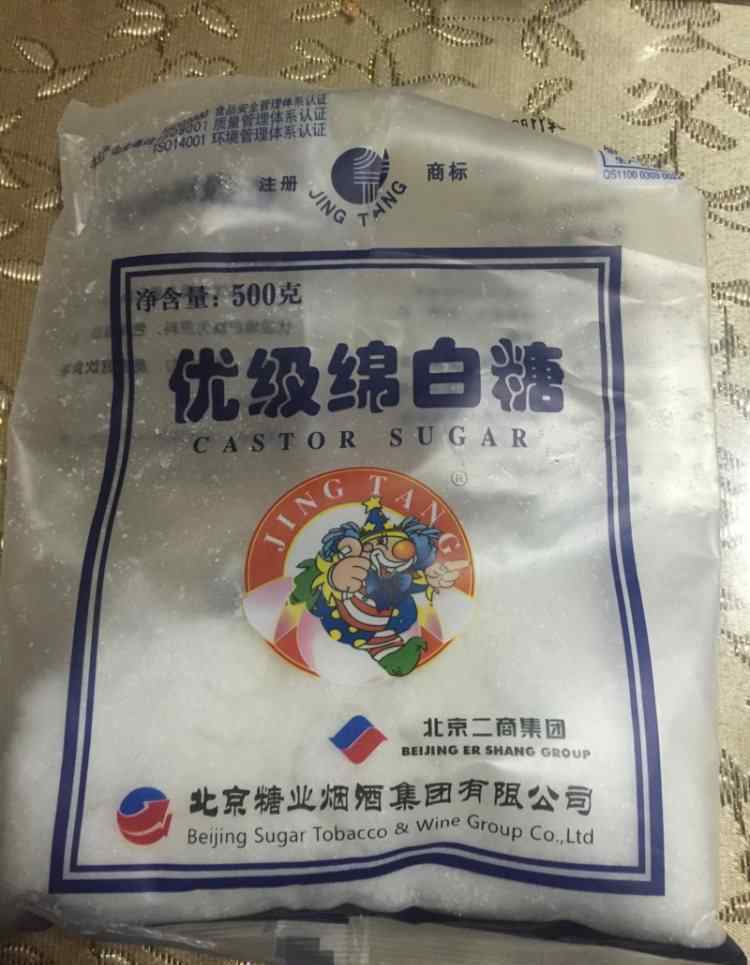 食品安全管理体系认证
ISO9001 质量管理体系认证
ISO14001 环境管理体系认证
注册 商标
JING TANG
净含量：500克
优级绵白糖
CASTOR SUGAR
®
JING TANG
北京二商集团
BEIJING ER SHANG GROUP
北京糖业烟酒集团有限公司
Beijing Sugar Tobacco & Wine Group Co.,Ltd